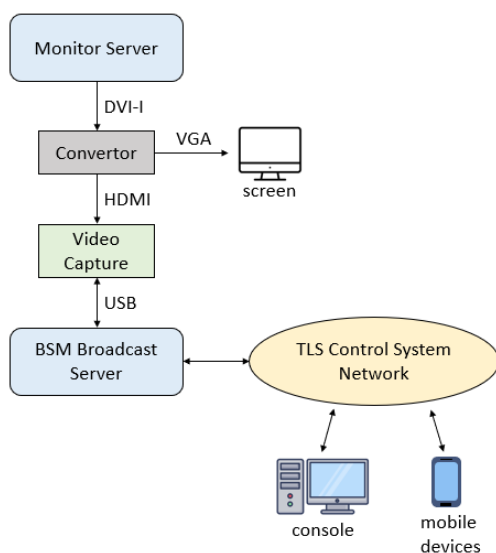 Monitor Server
DVI-I
Convertor
VGA
screen
HDMI
Video
Capture
USB
BSM Broadcast
Server
TLS Control System
Network
console
mobile
devices